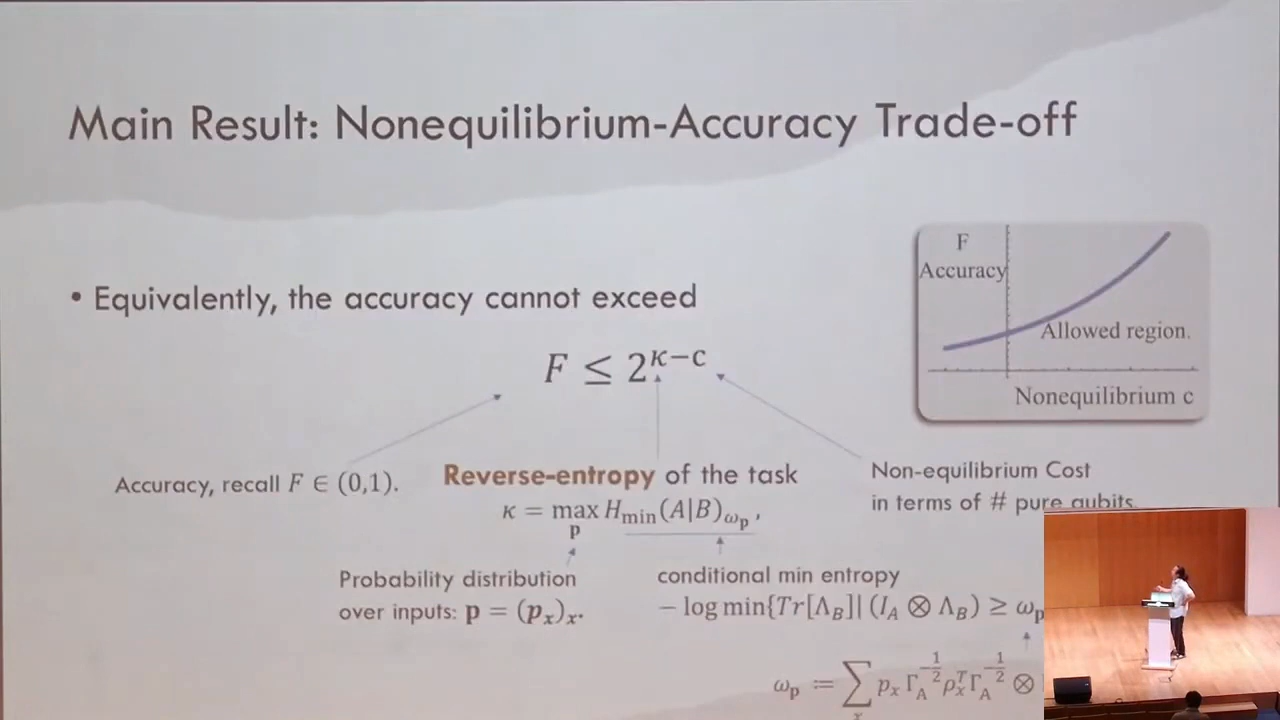 Main Result: Nonequilibrium-Accuracy Trade-off
• Equivalently, the accuracy cannot exceed
F ≤ 2^{κ−c}
F
Accuracy
Allowed region.
Nonequilibrium c
Accuracy, recall F ∈ (0,1).
Reverse-entropy of the task
κ = max_p H_min(A|B)_{ω_p},
Non-equilibrium Cost
in terms of # pure qubits.
Probability distribution
over inputs: p = (p_x)_x.
conditional min entropy
− log min{Tr[Λ_B]| (I_A ⊗ Λ_B) ≥ ω_p
ω_p ≔ ∑_x p_x Γ_A^{−1/2} ρ_x^T Γ_A^{−1/2} ⊗